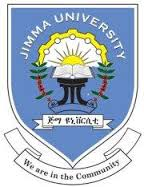 JIMMA UNIVERSITY
ጅማ ዩኒቨርሲቲ
We are in the Community